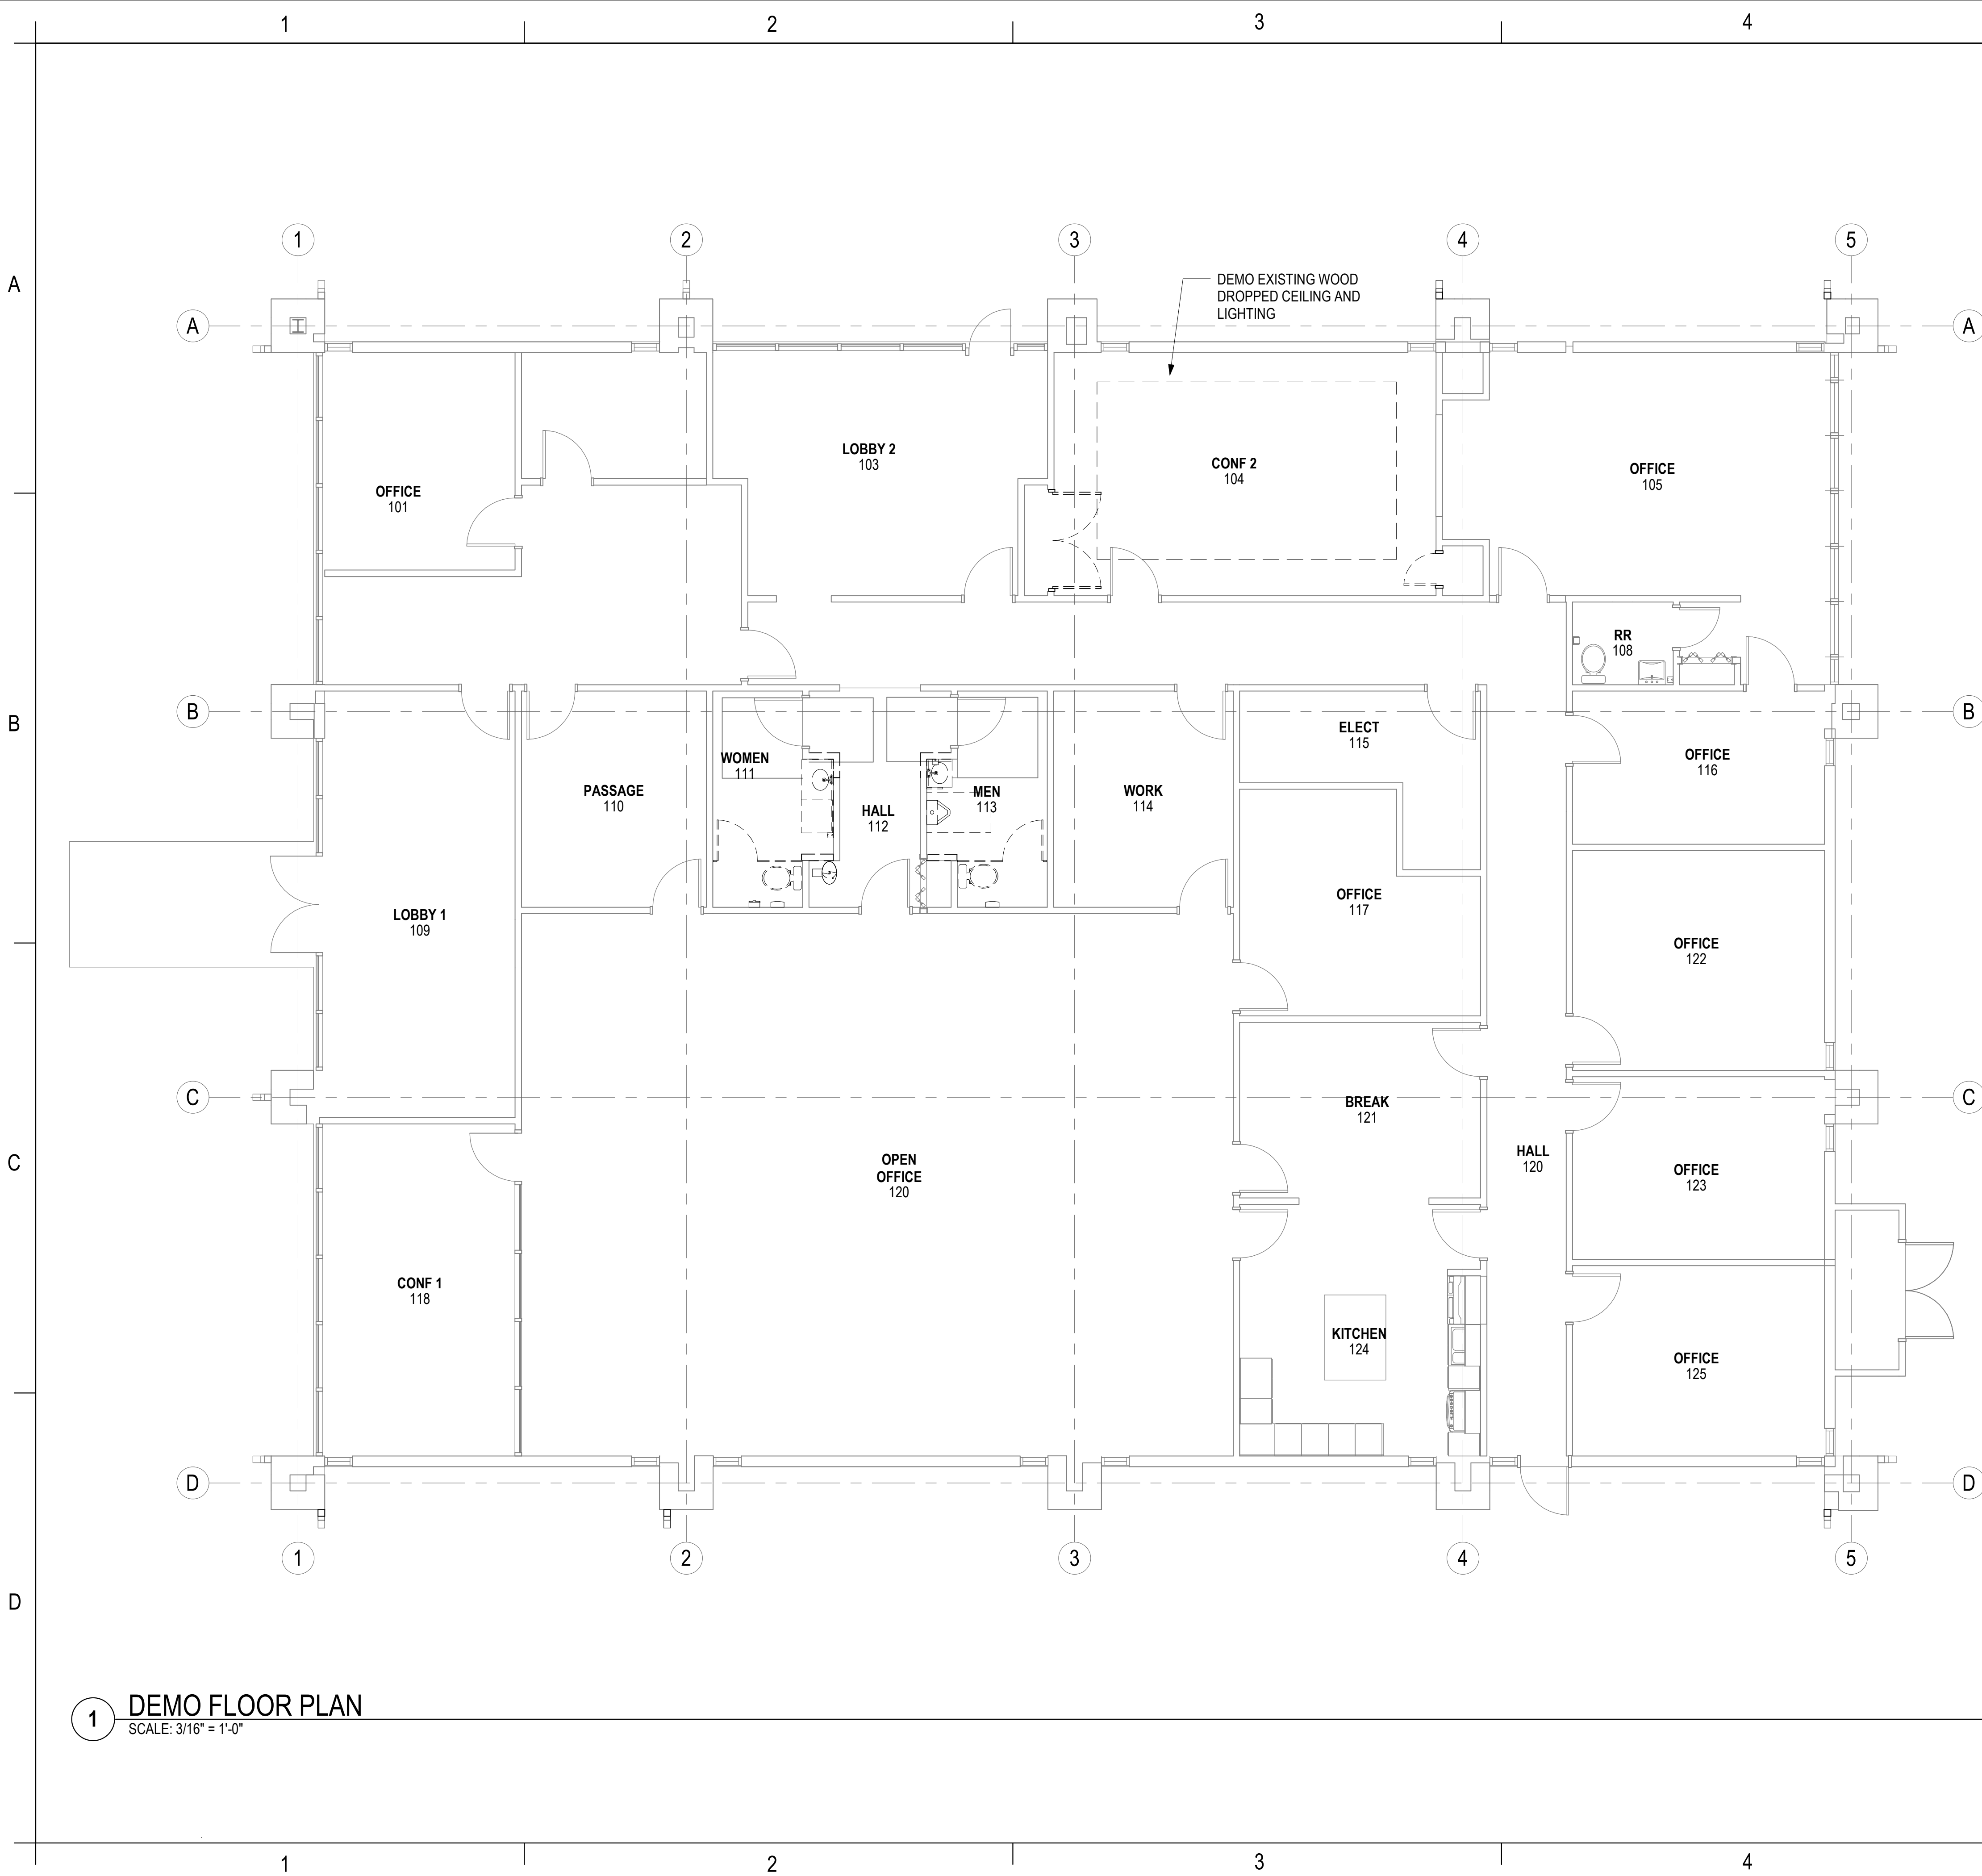 1 2 3 4
1 2 3 4 5
DEMO EXISTING WOOD
DROPPED CEILING AND
LIGHTING
A
A A
LOBBY 2
103
CONF 2
104
OFFICE
105
OFFICE
101
RR
108
B B
B
ELECT
115
WOMEN
111
OFFICE
116
PASSAGE
110
MEN
113
WORK
114
HALL
112
OFFICE
117
LOBBY 1
109
OFFICE
122
C C
BREAK
121
C
OPEN
OFFICE
120
HALL
120
OFFICE
123
CONF 1
118
KITCHEN
124
OFFICE
125
D D
1 2 3 4 5
D
1
DEMO FLOOR PLAN
SCALE: 3/16" = 1'-0"
1 2 3 4